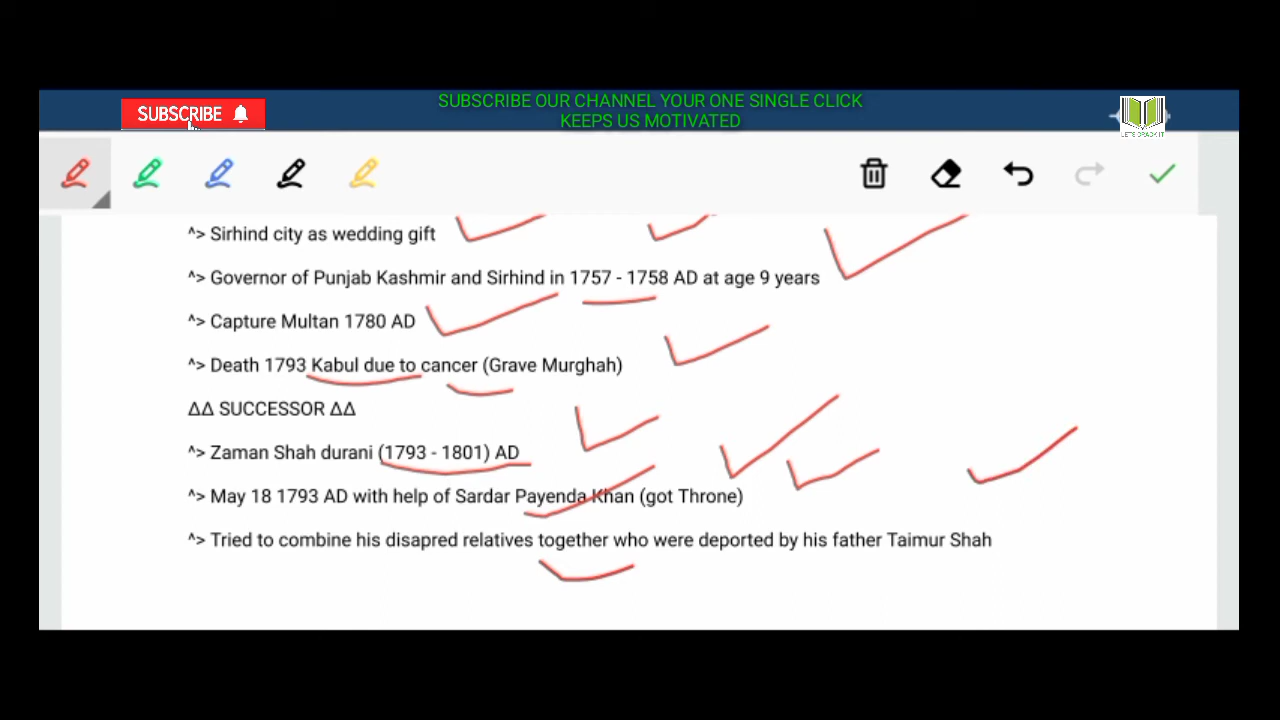 SUBSCRIBE
SUBSCRIBE OUR CHANNEL YOUR ONE SINGLE CLICK
KEEPS US MOTIVATED
LETS CRACK IT
^> Sirhind city as wedding gift
^> Governor of Punjab Kashmir and Sirhind in 1757 - 1758 AD at age 9 years
^> Capture Multan 1780 AD
^> Death 1793 Kabul due to cancer (Grave Murghah)
∆∆ SUCCESSOR ∆∆
^> Zaman Shah durani (1793 - 1801) AD
^> May 18 1793 AD with help of Sardar Payenda Khan (got Throne)
^> Tried to combine his disapred relatives together who were deported by his father Taimur Shah